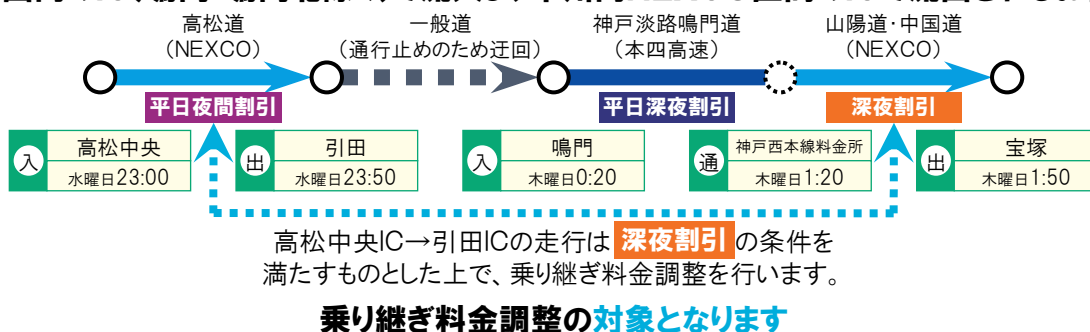 高松道
(NEXCO)
一般道
(通行止めのため迂回)
神戸淡路鳴門道
(本四高速)
山陽道・中国道
(NEXCO)
平日夜間割引
平日深夜割引
深夜割引
入
高松中央
水曜日23:00
出
引田
水曜日23:50
入
鳴門
木曜日0:20
通
神戸西本線料金所
木曜日1:20
出
宝塚
木曜日1:50
高松中央IC→引田ICの走行は 深夜割引 の条件を
満たすものとした上で、乗り継ぎ料金調整を行います。
乗り継ぎ料金調整の対象となります